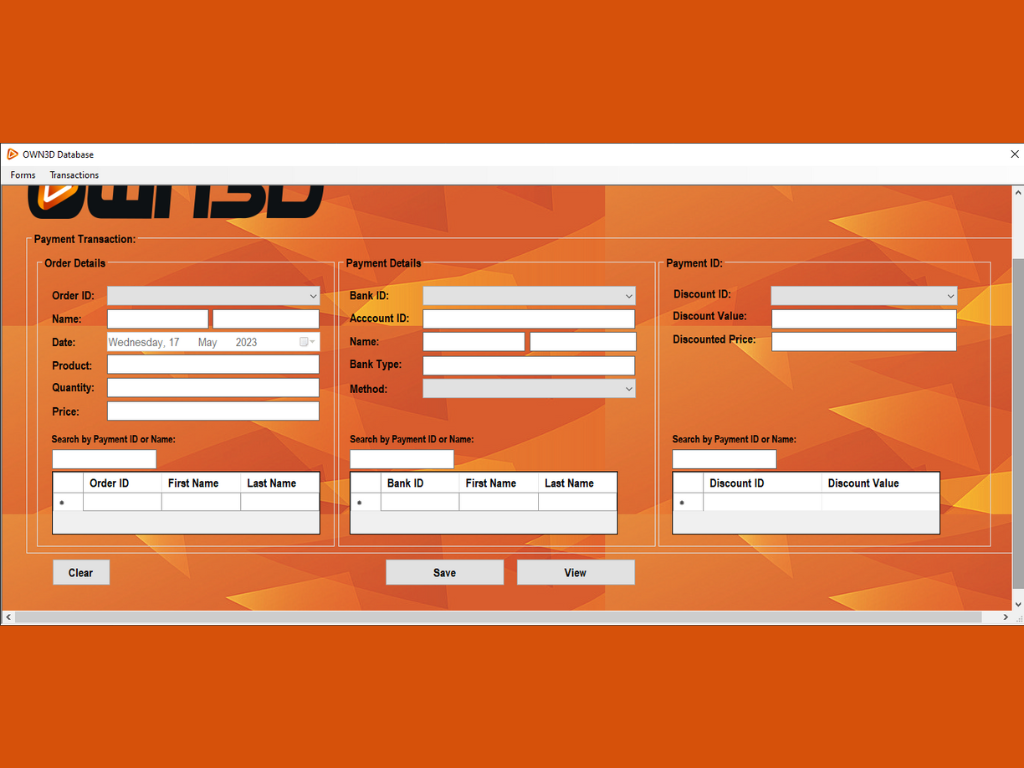 OWN3D Database
Forms Transactions
OWN3D
Payment Transaction:
Order Details
Order ID:
Name:
Date: Wednesday, 17 May 2023
Product:
Quantity:
Price:
Search by Payment ID or Name:
Order ID First Name Last Name
*
Payment Details
Bank ID:
Acccount ID:
Name:
Bank Type:
Method:
Search by Payment ID or Name:
Bank ID First Name Last Name
*
Payment ID:
Discount ID:
Discount Value:
Discounted Price:
Search by Payment ID or Name:
Discount ID Discount Value
*
Clear Save View